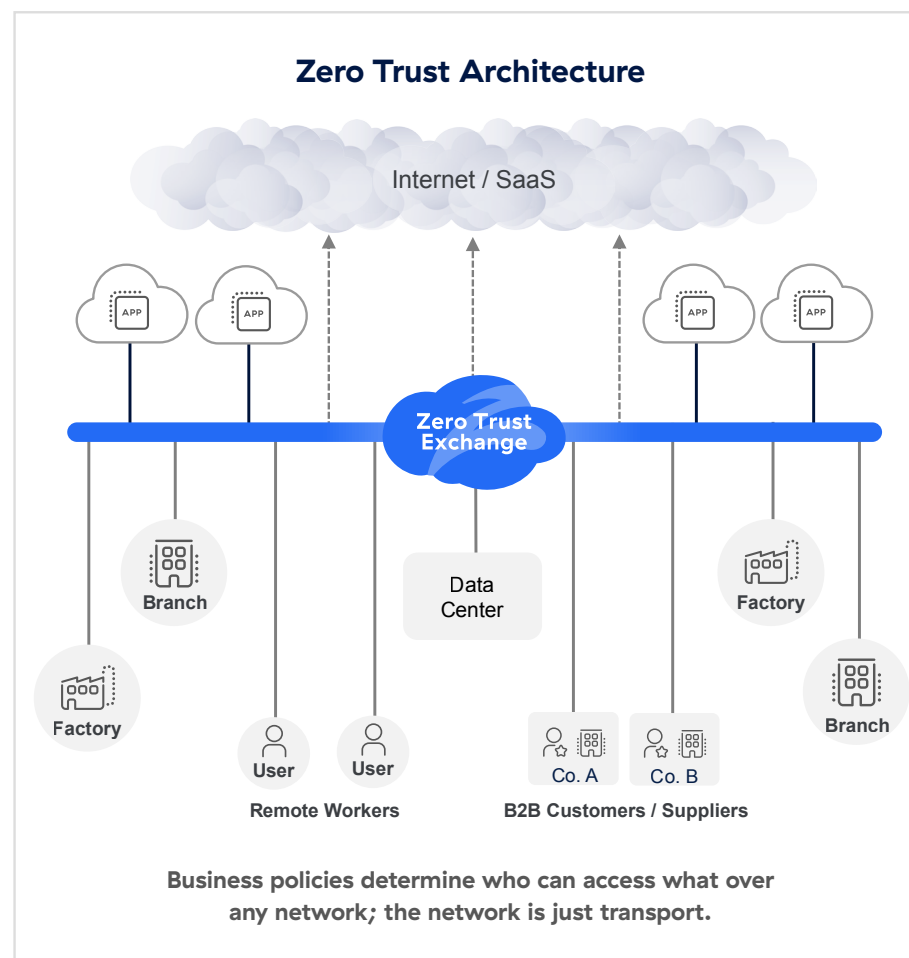 Zero Trust Architecture
Internet / SaaS
APP
APP
APP
APP
Zero Trust
Exchange
Branch
Data
Center
Factory
Factory
Branch
User
User
Co. A
Co. B
Remote Workers
B2B Customers / Suppliers
Business policies determine who can access what over
any network; the network is just transport.